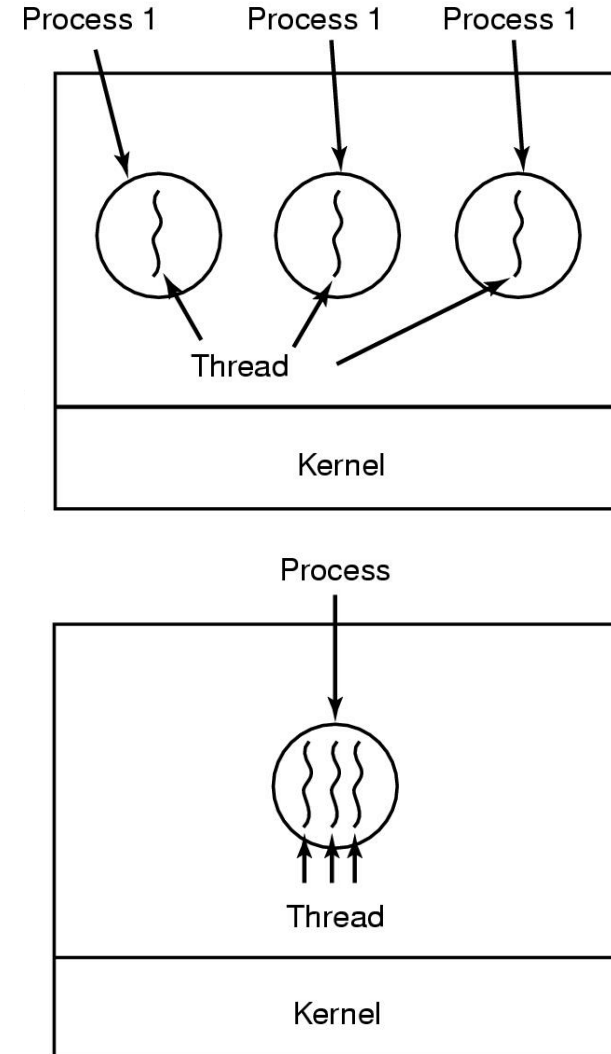 Process 1 Process 1 Process 1
Thread
Kernel
Process
Thread
Kernel